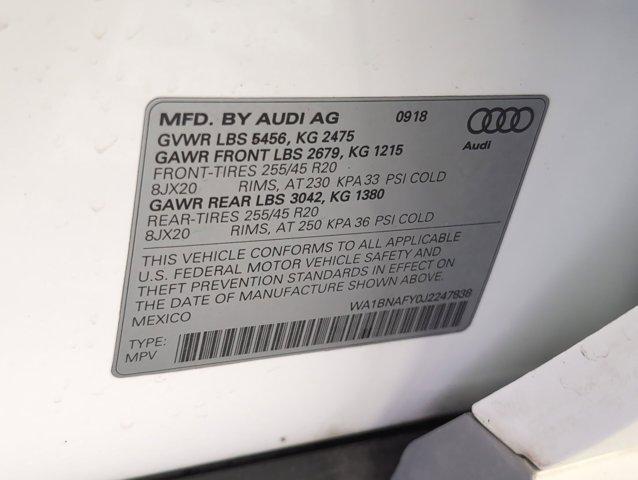 MFD. BY AUDI AG 0918
GVWR LBS 5456, KG 2475
GAWR FRONT LBS 2679, KG 1215
FRONT-TIRES 255/45 R20
8JX20 RIMS, AT 230 KPA 33 PSI COLD
GAWR REAR LBS 3042, KG 1380
REAR-TIRES 255/45 R20
8JX20 RIMS, AT 250 KPA 36 PSI COLD
Audi
THIS VEHICLE CONFORMS TO ALL APPLICABLE
U.S. FEDERAL MOTOR VEHICLE SAFETY AND
THEFT PREVENTION STANDARDS IN EFFECT ON
THE DATE OF MANUFACTURE SHOWN ABOVE.
MEXICO
WA1BNAFY0J2247838
TYPE:
MPV